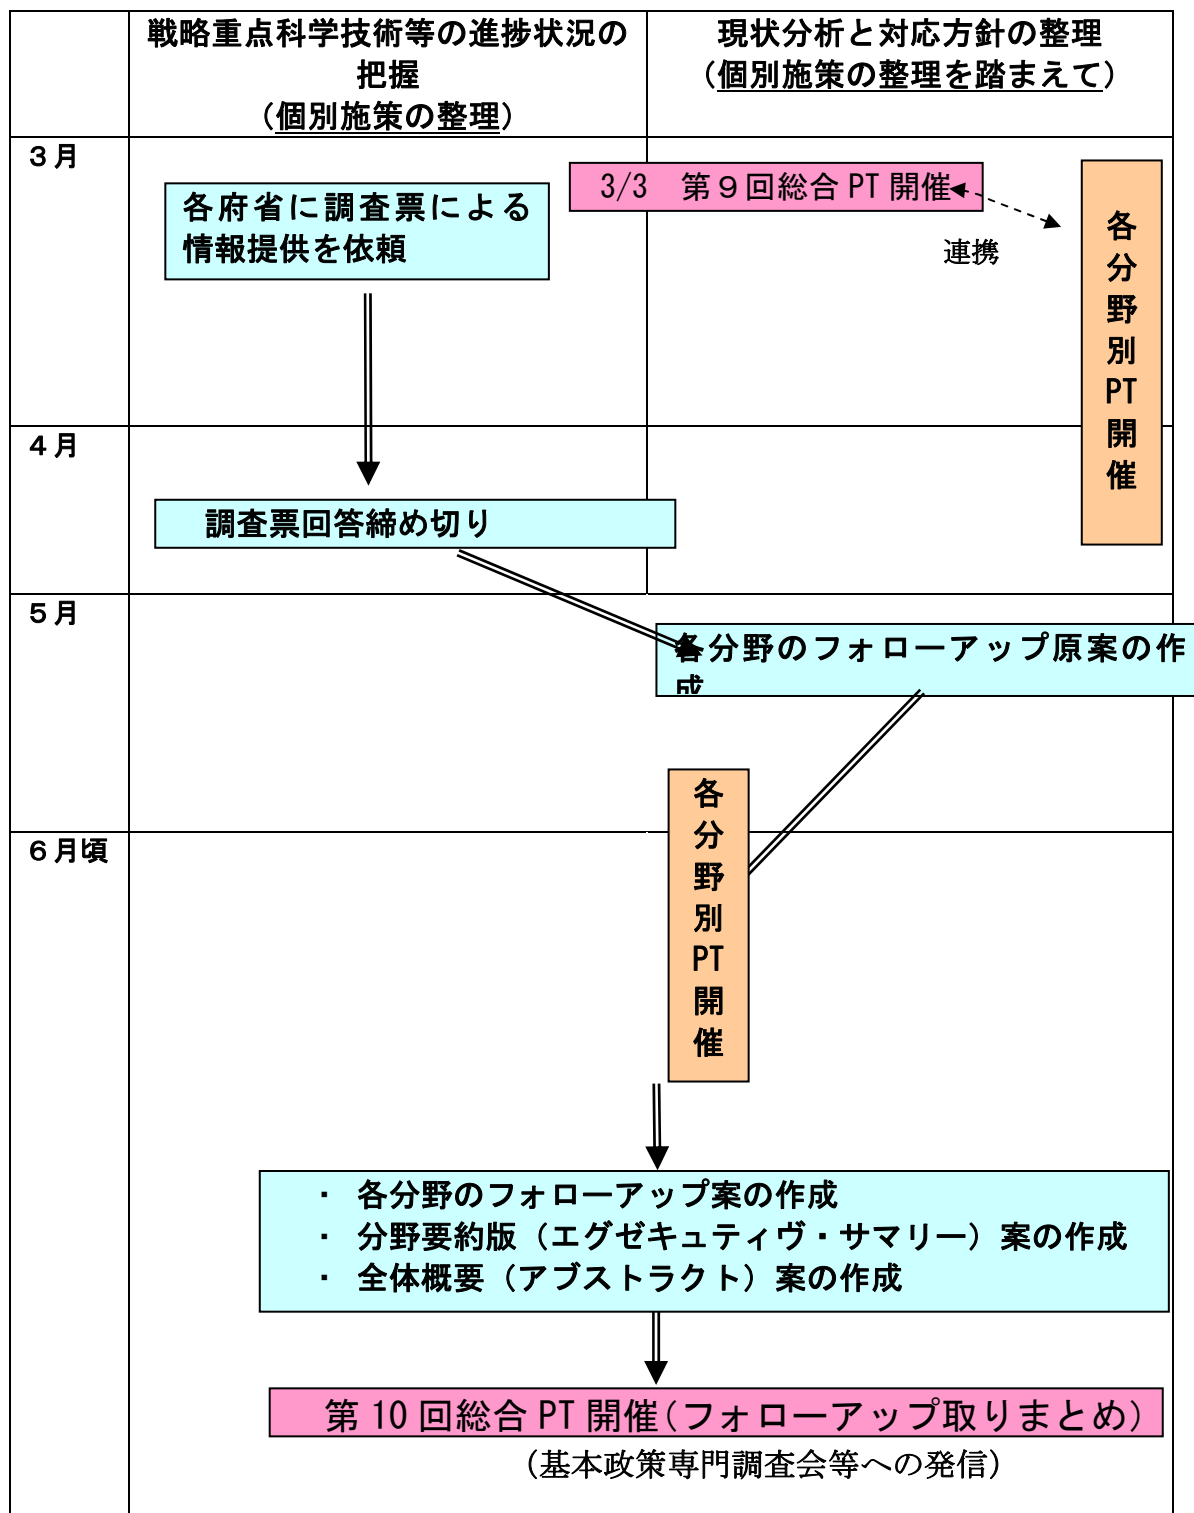 戦略重点科学技術等の進捗状況の
把握
（個別施策の整理）
現状分析と対応方針の整理
（個別施策の整理を踏まえて）
３月
各府省に調査票による
情報提供を依頼
3/3　第９回総合 PT 開催
連携
各分野別PT開催
４月
調査票回答締め切り
５月
各分野のフォローアップ原案の作
成
各分野別PT開催
６月頃
・ 各分野のフォローアップ案の作成
・ 分野要約版（エグゼキュティヴ・サマリー）案の作成
・ 全体概要（アブストラクト）案の作成
第 10 回総合 PT 開催（フォローアップ取りまとめ）
（基本政策専門調査会等への発信）